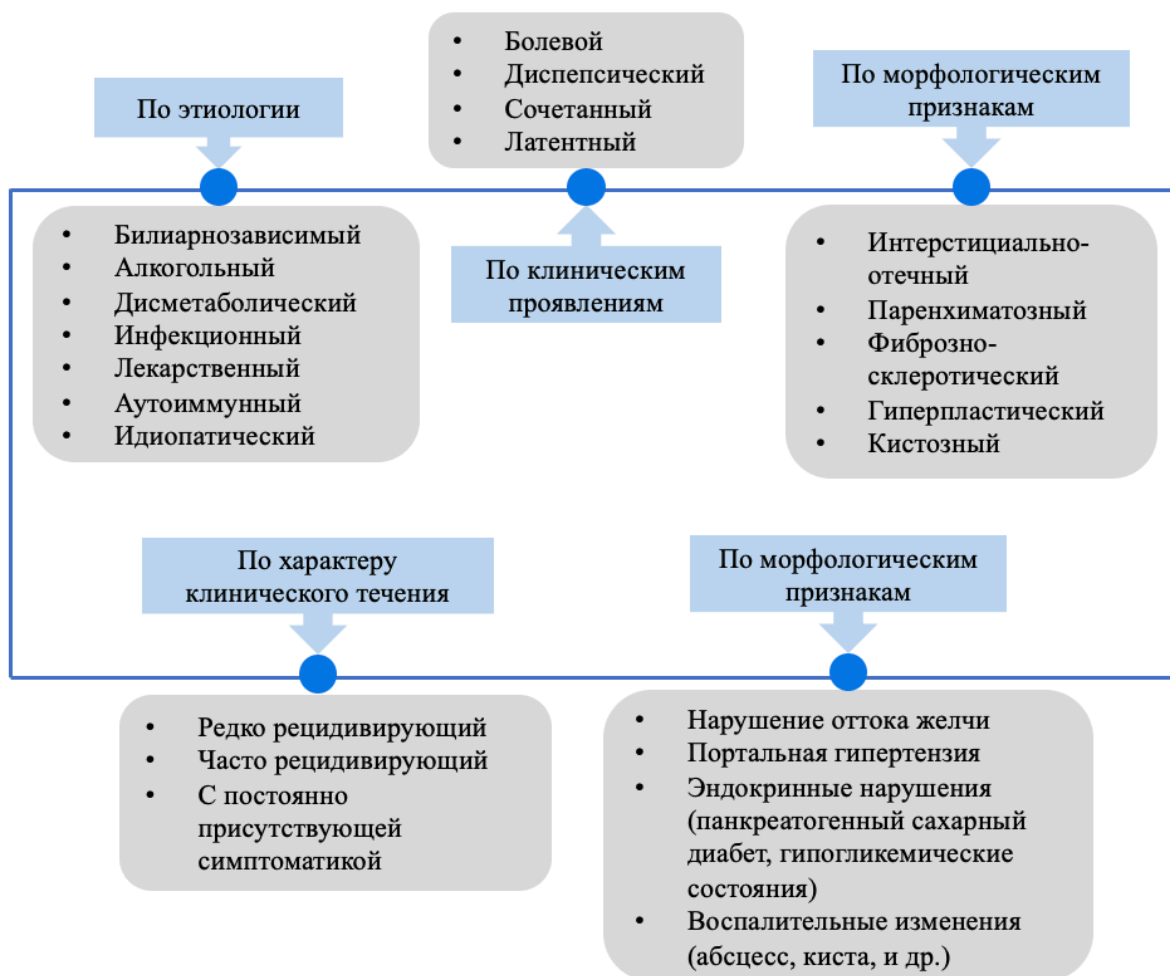 По этиологии
• Билиарнозависимый
• Алкогольный
• Дисметаболический
• Инфекционный
• Лекарственный
• Аутоиммунный
• Идиопатический
• Болевой
• Диспепсический
• Сочетанный
• Латентный
По клиническим
проявлениям
По морфологическим
признакам
• Интерстициально-
отечный
• Паренхиматозный
• Фиброзно-
склеротический
• Гиперпластический
• Кистозный
По характеру
клинического течения
• Редко рецидивирующий
• Часто рецидивирующий
• С постоянно
присутствующей
симптоматикой
По морфологическим
признакам
• Нарушение оттока желчи
• Портальная гипертензия
• Эндокринные нарушения
(панкреатогенный сахарный
диабет, гипогликемические
состояния)
• Воспалительные изменения
(абсцесс, киста, и др.)